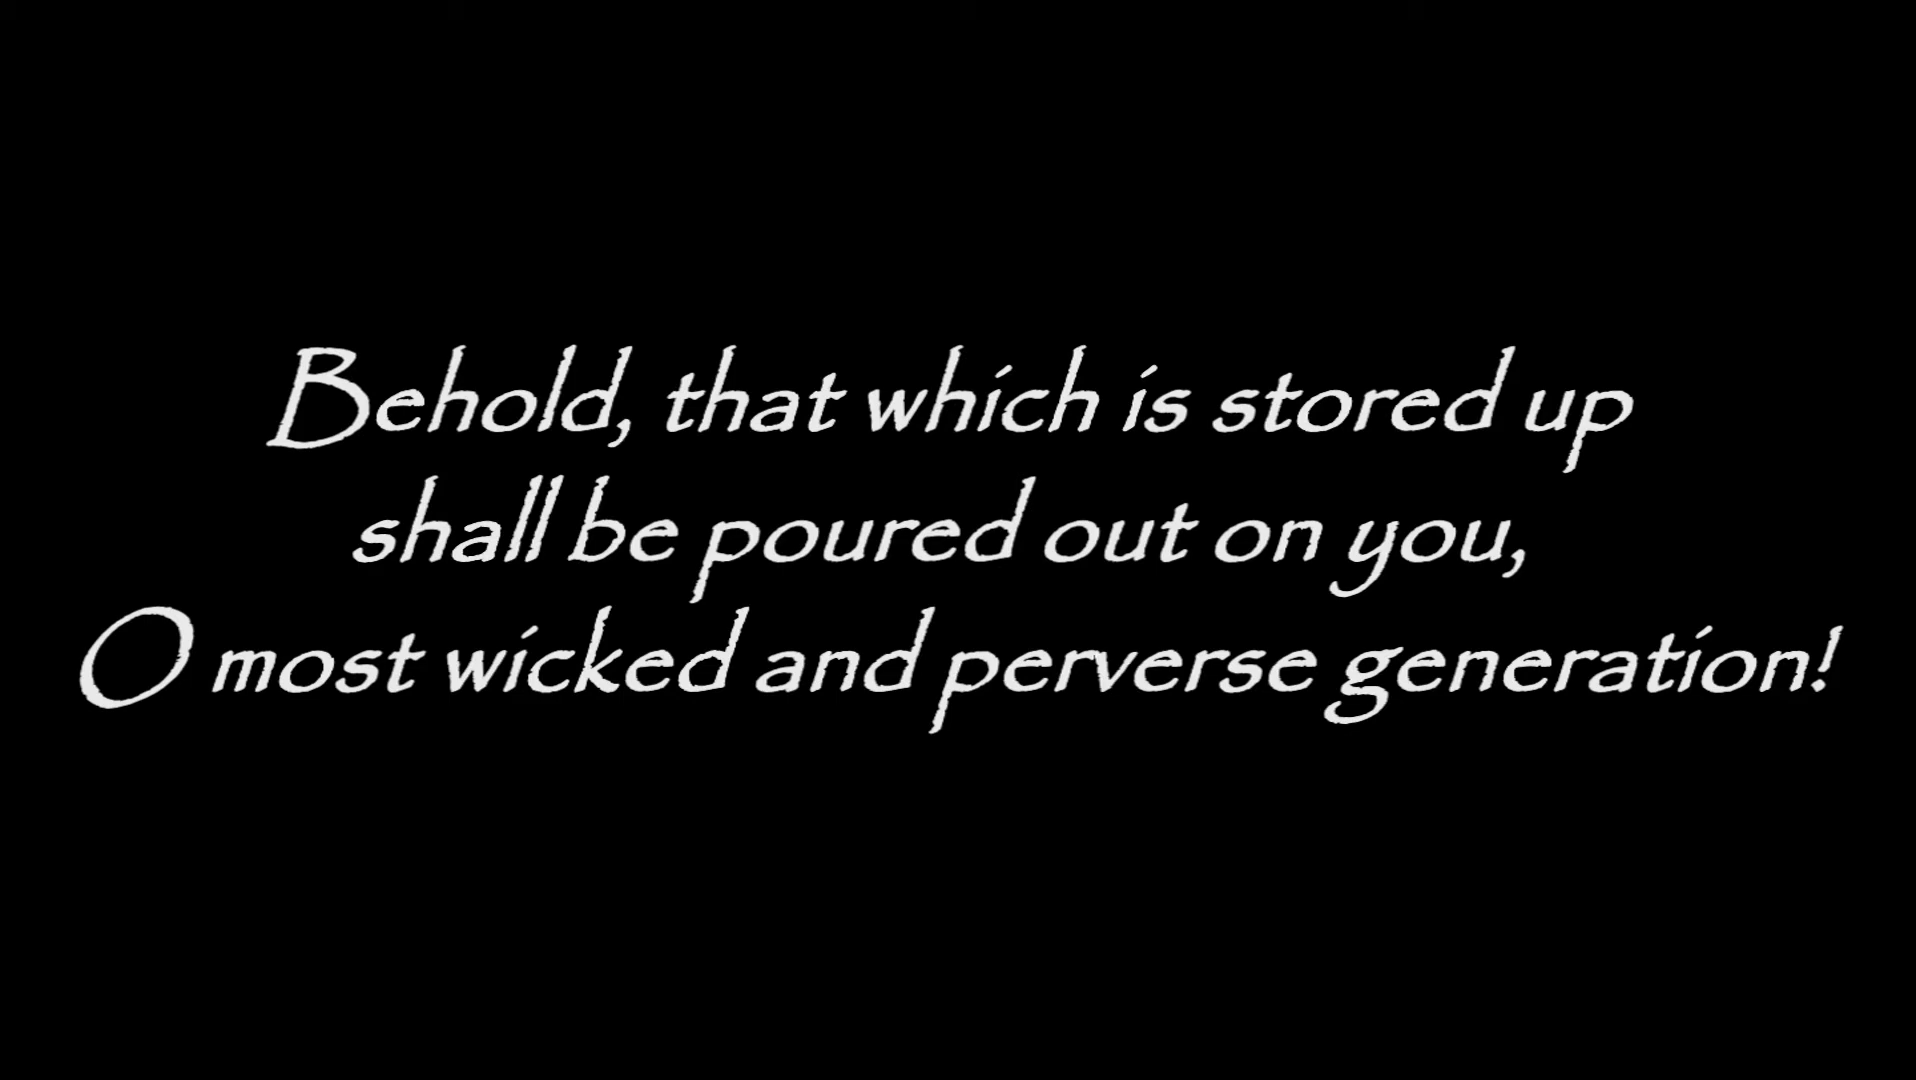 Behold, that which is stored up
shall be poured out on you,
O most wicked and perverse generation!